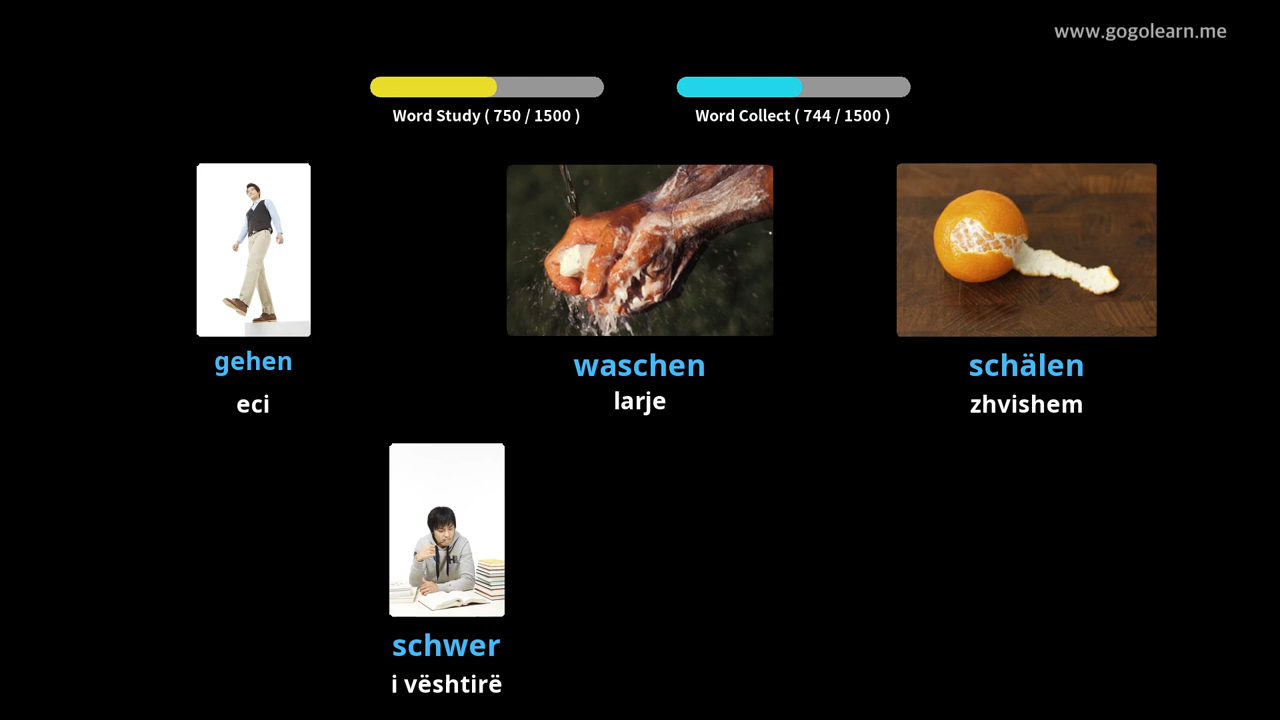 www.gogolearn.me
Word Study ( 750 / 1500 )
Word Collect ( 744 / 1500 )
gehen
eci
waschen
larje
schälen
zhvishem
schwer
i vështirë